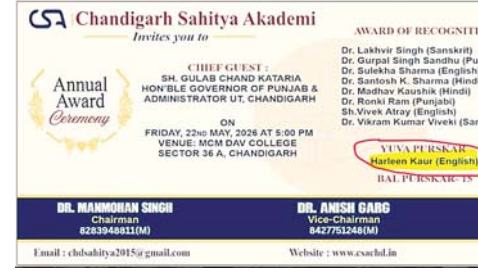 CSA Chandigarh Sahitya Akademi
Invites you to
Annual
Award
Ceremony
CHIEF GUEST :
SH. GULAB CHAND KATARIA
HON'BLE GOVERNOR OF PUNJAB &
ADMINISTRATOR UT, CHANDIGARH
ON
FRIDAY, 22ND MAY, 2026 AT 5:00 PM
VENUE: MCM DAV COLLEGE
SECTOR 36 A, CHANDIGARH
AWARD OF RECOGNITI
Dr. Lakhvir Singh (Sanskrit)
Dr. Gurpal Singh Sandhu (Pu
Dr. Sulekha Sharma (English
Dr. Santosh K. Sharma (Hind
Dr. Madhav Kaushik (Hindi)
Dr. Ronki Ram (Punjabi)
Sh.Vivek Atray (English)
Dr. Vikram Kumar Viveki (San
YUVA PURSKAR
Harleen Kaur (English)
BAL PURSKAR- 15
DR. MANMOHAN SINGH
Chairman
8283948811(M)
DR. ANISH GARG
Vice-Chairman
8427751248(M)
Email : chdsahitya2015@gmail.com
Website : www.csachd.in